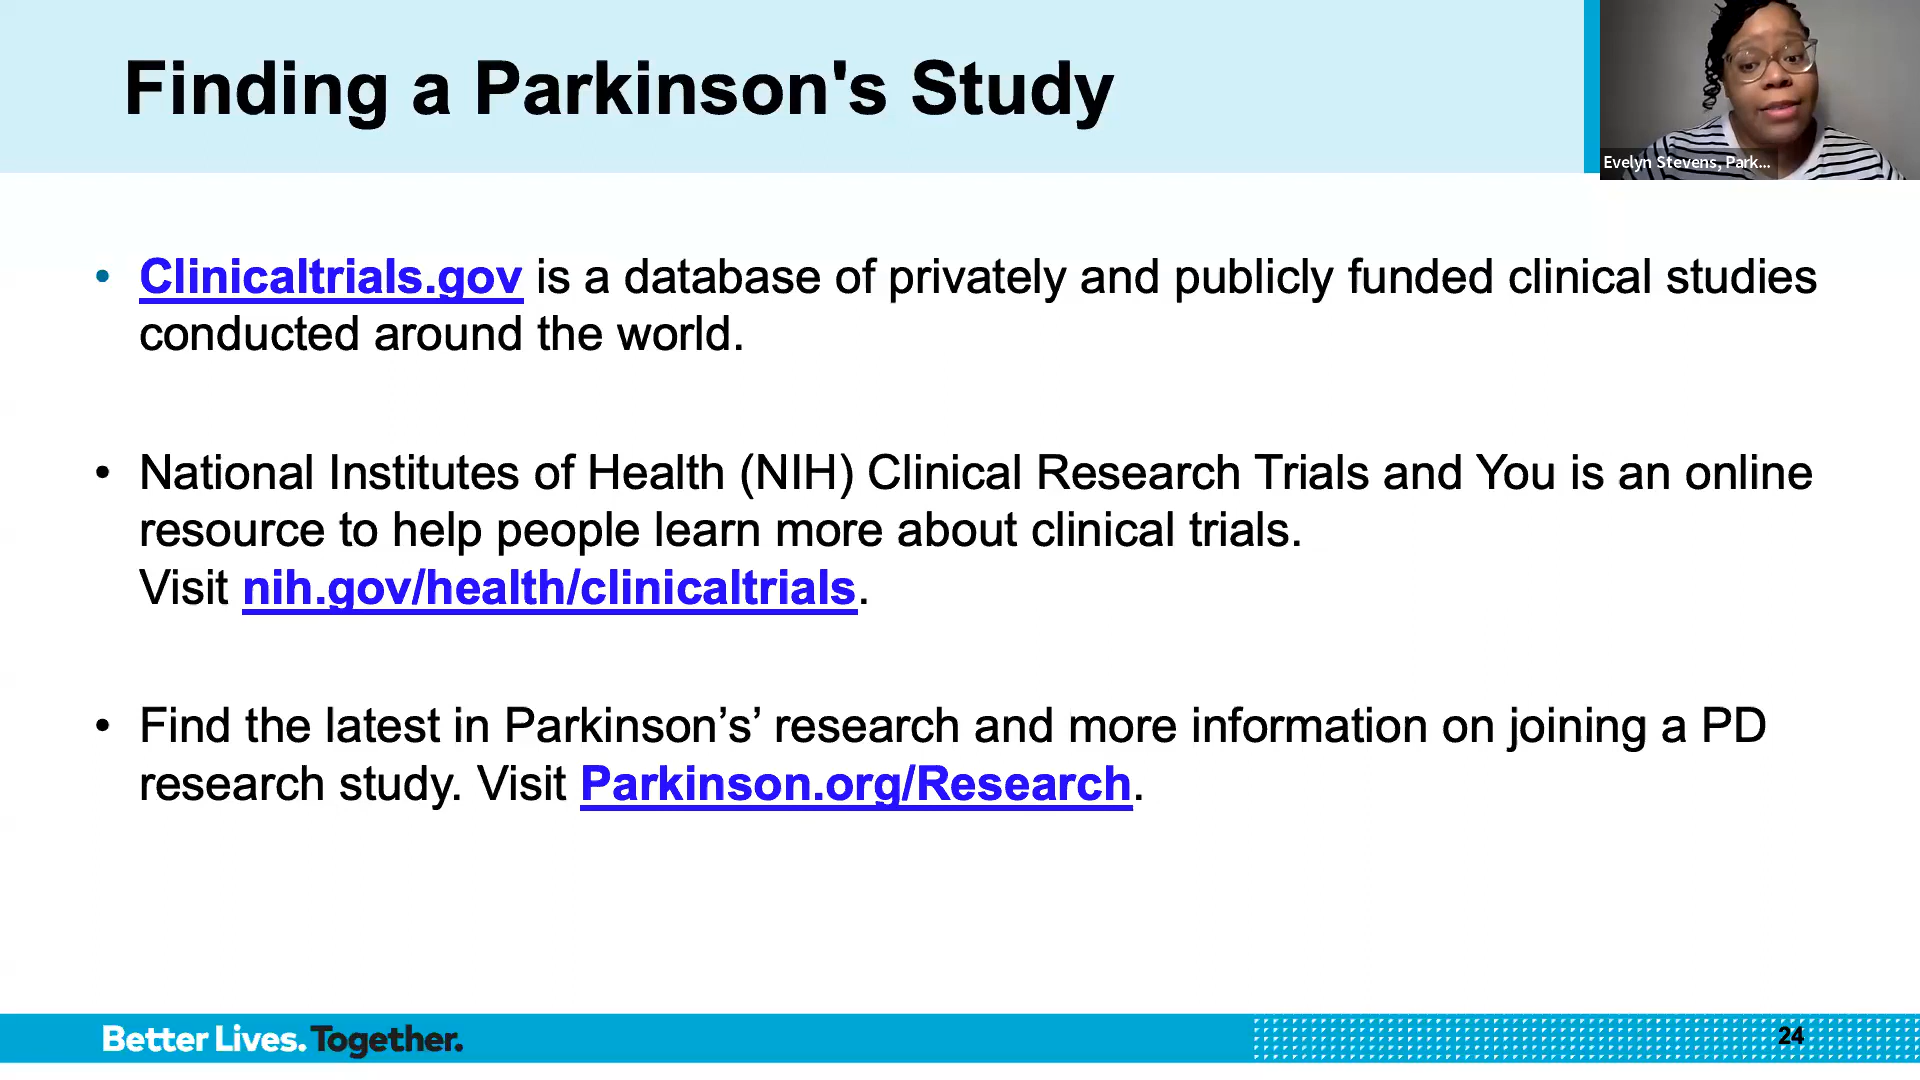 Finding a Parkinson's Study
Evelyn Stevens, Park...
• Clinicaltrials.gov is a database of privately and publicly funded clinical studies
conducted around the world.
• National Institutes of Health (NIH) Clinical Research Trials and You is an online
resource to help people learn more about clinical trials.
Visit nih.gov/health/clinicaltrials.
• Find the latest in Parkinson’s’ research and more information on joining a PD
research study. Visit Parkinson.org/Research.
Better Lives. Together.
24